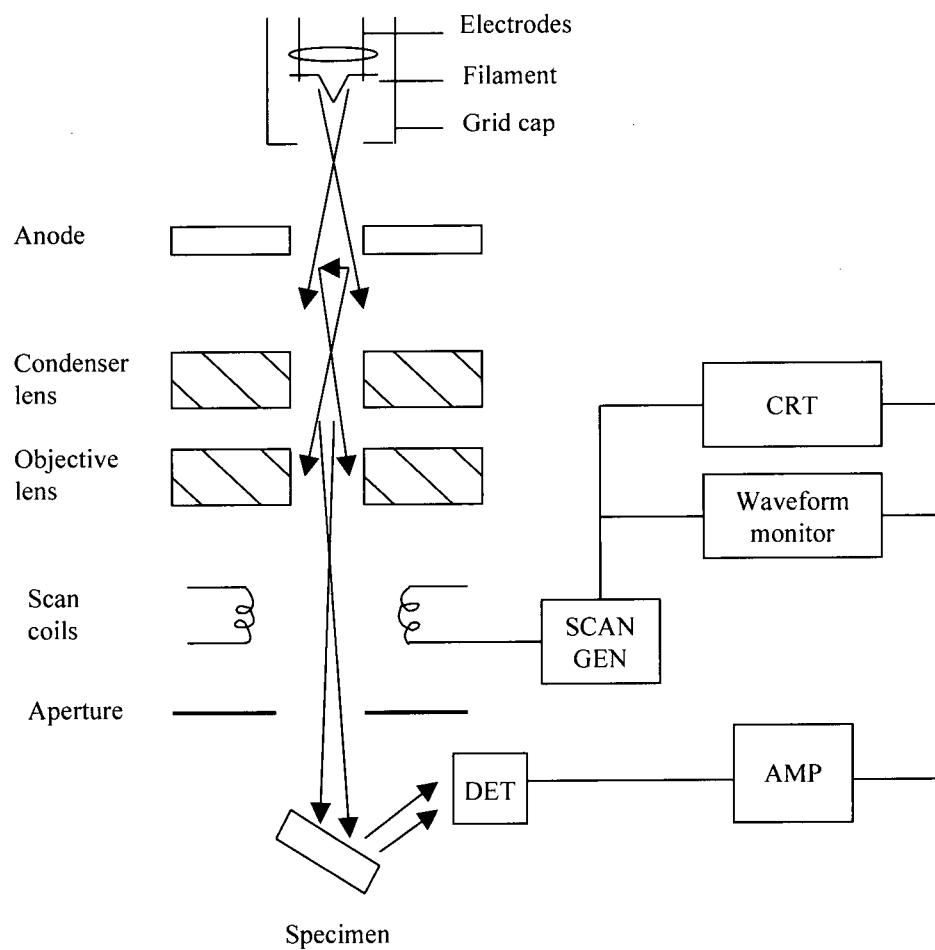 Electrodes
Filament
Grid cap
Anode
Condenser
lens
CRT
Objective
lens
Waveform
monitor
Scan
coils
SCAN
GEN
Aperture
DET
AMP
Specimen